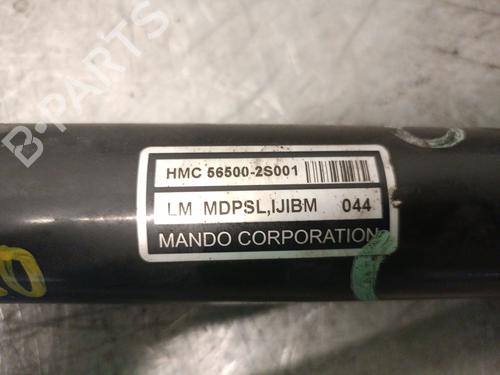 B-PARTS
HMC 56500-2S001
LM MDPSL,IJIBM 044
MANDO CORPORATION